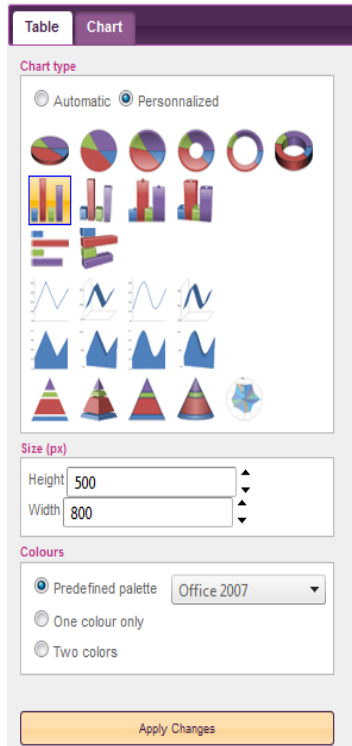 Table Chart
Chart type
Automatic Personnalized
Size (px)
Height 500
Width 800
Colours
Predefined palette Office 2007
One colour only
Two colors
Apply Changes